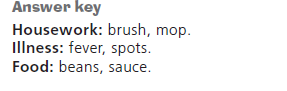 Answer key
Housework: brush, mop.
Illness: fever, spots.
Food: beans, sauce.